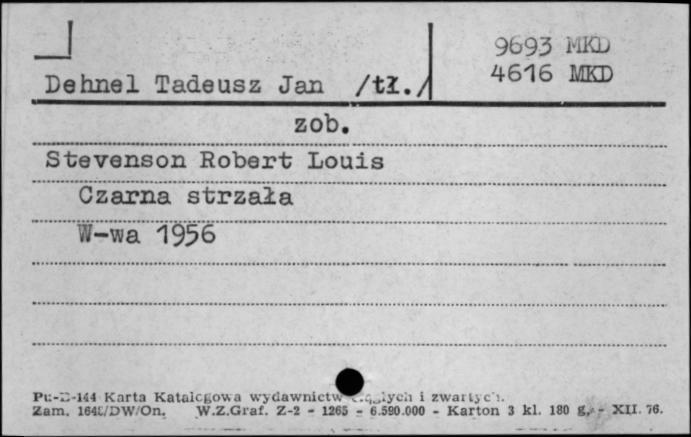 9693 MKD
4616 MKD
Dehnel Tadeusz Jan /tł./
zob.
Stevenson Robert Louis
Czarna strzała
W-wa 1956
Karta Katalogowa wydawnictw i zwartych.
Zam. W.Z.Graf. Z-2 - 1265 - 6.590.000 - Karton 3 kl. 180 g. - XII. 76.